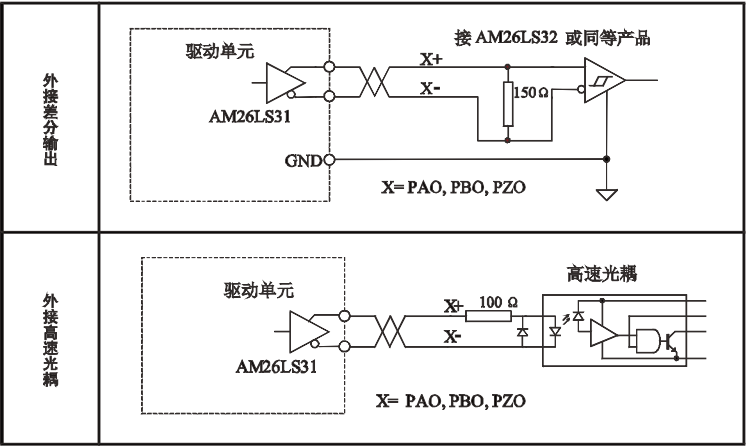 外接差分输出
驱动单元
AM26LS31
X+
X-
接 AM26LS32 或同等产品
150Ω
GND
X= PAO, PBO, PZO
外接高速光耦
驱动单元
AM26LS31
X+
X-
100 Ω
高速光耦
X= PAO, PBO, PZO